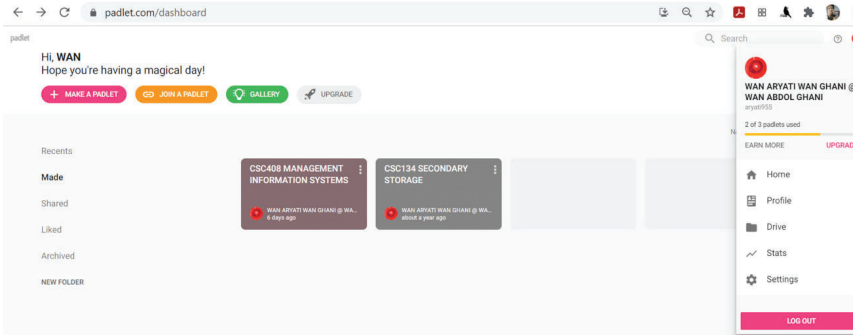 padlet.com/dashboard
padlet
Search
Hi, WAN
Hope you're having a magical day!
+ MAKE A PADLET
JOIN A PADLET
GALLERY
UPGRADE
Recents
Made
Shared
Liked
Archived
NEW FOLDER
CSC408 MANAGEMENT
INFORMATION SYSTEMS
WAN ARYATI WAN GHANI @ WA...
6 days ago
CSC134 SECONDARY
STORAGE
WAN ARYATI WAN GHANI @ WA...
about a year ago
WAN ARYATI WAN GHANI @
WAN ABDOL GHANI
aryati955
2 of 3 padlets used
EARN MORE
UPGRAD
Home
Profile
Drive
Stats
Settings
LOG OUT